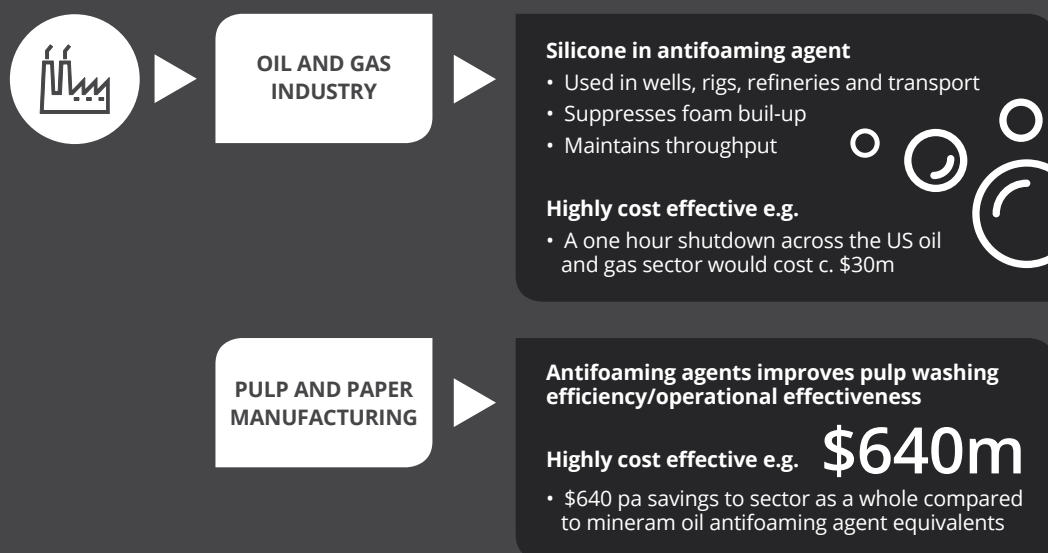 OIL AND GAS
INDUSTRY
Silicone in antifoaming agent
• Used in wells, rigs, refineries and transport
• Suppresses foam buil-up
• Maintains throughput
Highly cost effective e.g.
• A one hour shutdown across the US oil
and gas sector would cost c. $30m
PULP AND PAPER
MANUFACTURING
Antifoaming agents improves pulp washing
efficiency/operational effectiveness
Highly cost effective e.g. $640m
• $640 pa savings to sector as a whole compared
to mineram oil antifoaming agent equivalents